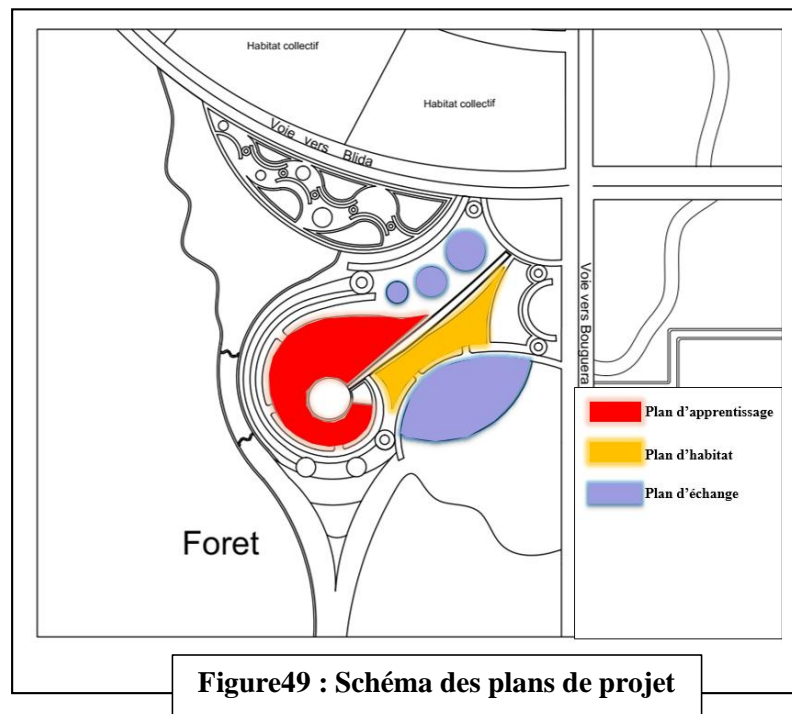 Habitat collectif
Habitat collectif
Voie vers Blida
Voie vers Bouguera
Plan d'apprentissage
Plan d'habitat
Plan d'échange
Foret
Figure49 : Schéma des plans de projet